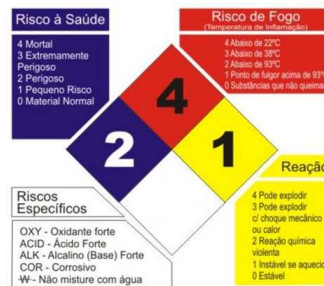 Risco à Saúde
4 Mortal
3 Extremamente
Perigoso
2 Perigoso
1 Pequeno Risco
0 Material Normal
Risco de Fogo
(Temperatura de Inflamação)
4 Abaixo de 22ºC
3 Abaixo de 38ºC
2 Abaixo de 93ºC
1 Ponto de fulgor acima de 93º
0 Substâncias que não queima
4
2
1
Reação
4 Pode explodir
3 Pode explodir
c/ choque mecânico
ou calor
2 Reação química
violenta
1 Instável se aquecido
0 Estável
Riscos
Específicos
OXY - Oxidante forte
ACID - Ácido Forte
ALK - Alcalino (Base) Forte
COR - Corrosivo
W - Não misture com água